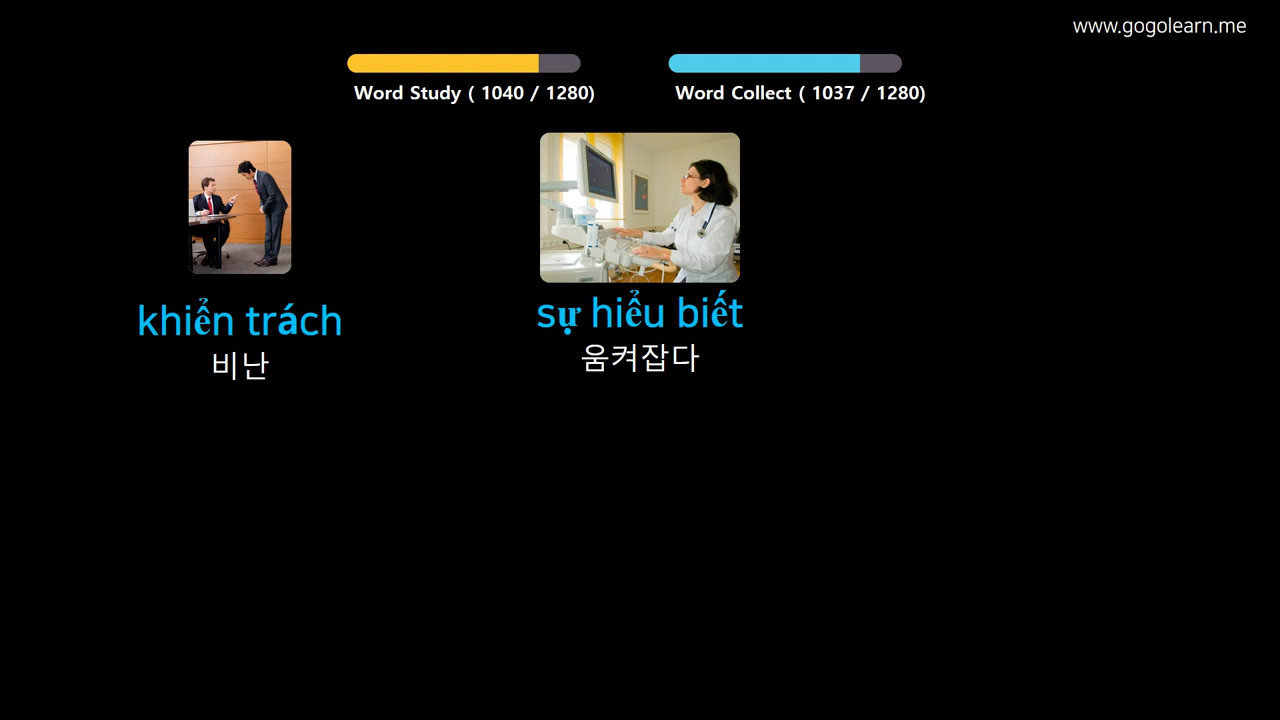 www.gogolearn.me
Word Study ( 1040 / 1280)
Word Collect ( 1037 / 1280)
khiển trách
비난
sự hiểu biết
움켜잡다